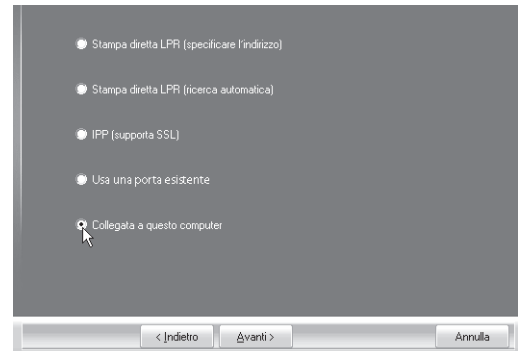 Stampa diretta LPR (specificare l'indirizzo)
Stampa diretta LPR (ricerca automatica)
IPP (supporta SSL)
Usa una porta esistente
Collegata a questo computer
< Indietro Avanti > Annulla